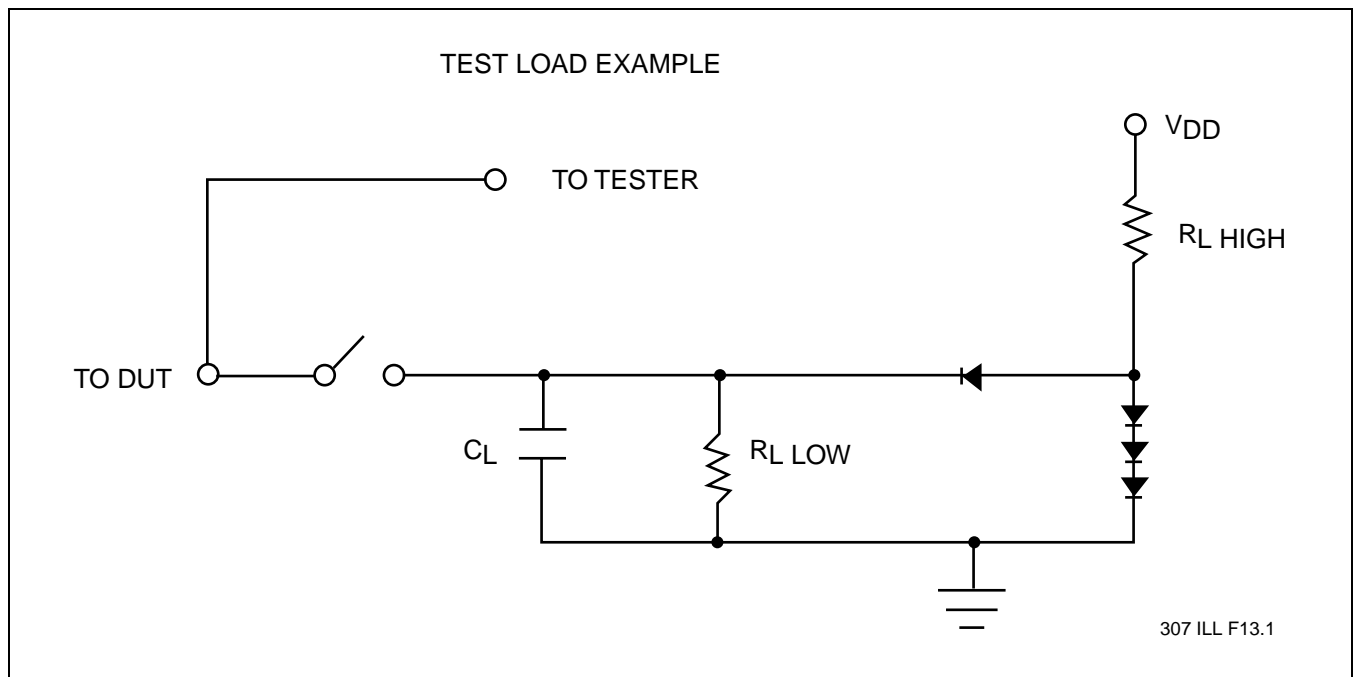 TEST LOAD EXAMPLE
VDD
TO TESTER
RL HIGH
TO DUT
CL
RL LOW
307 ILL F13.1